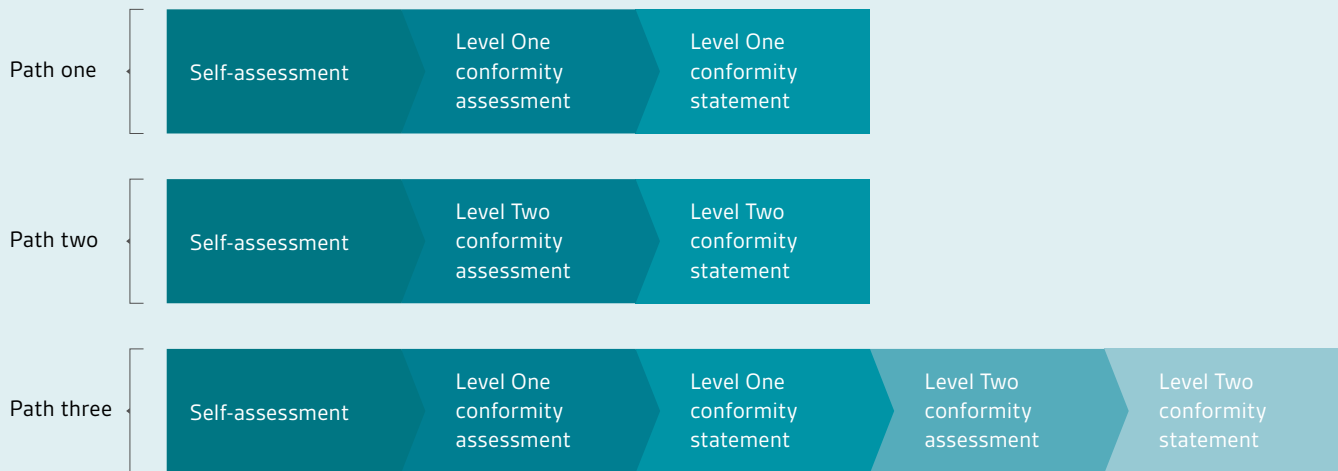 Path one
Self-assessment
Level One
conformity
assessment
Level One
conformity
statement
Path two
Self-assessment
Level Two
conformity
assessment
Level Two
conformity
statement
Path three
Self-assessment
Level One
conformity
assessment
Level One
conformity
statement
Level Two
conformity
assessment
Level Two
conformity
statement